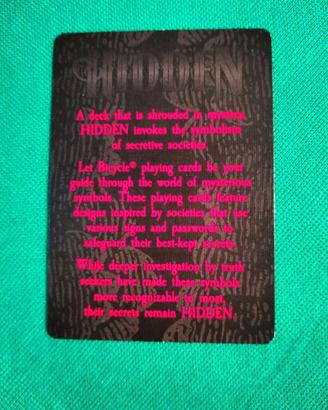 HIDDEN
A deck that is shrouded in mystery,
HIDDEN invokes the symbolism
of secretive societies.
Let Bicycle® playing cards be your
guide through the world of mysterious
symbols. These playing cards feature
designs inspired by societies that use
various signs and passwords to
safeguard their best-kept secrets.
While deeper investigation by truth
seekers have made these symbols
more recognizable to most,
their secrets remain HIDDEN.